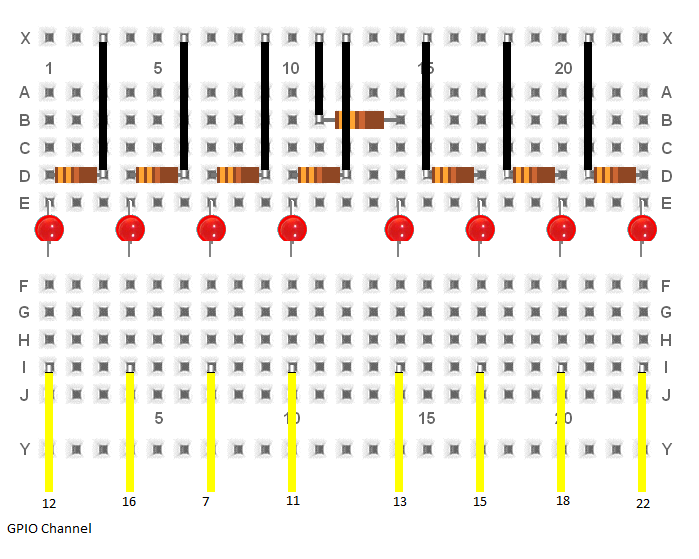 X X
1 5 10 15 20
A A
B B
C C
D D
E E
F F
G G
H H
I I
J J
5 10 15 20
Y Y
12 16 7 11 13 15 18 22
GPIO Channel